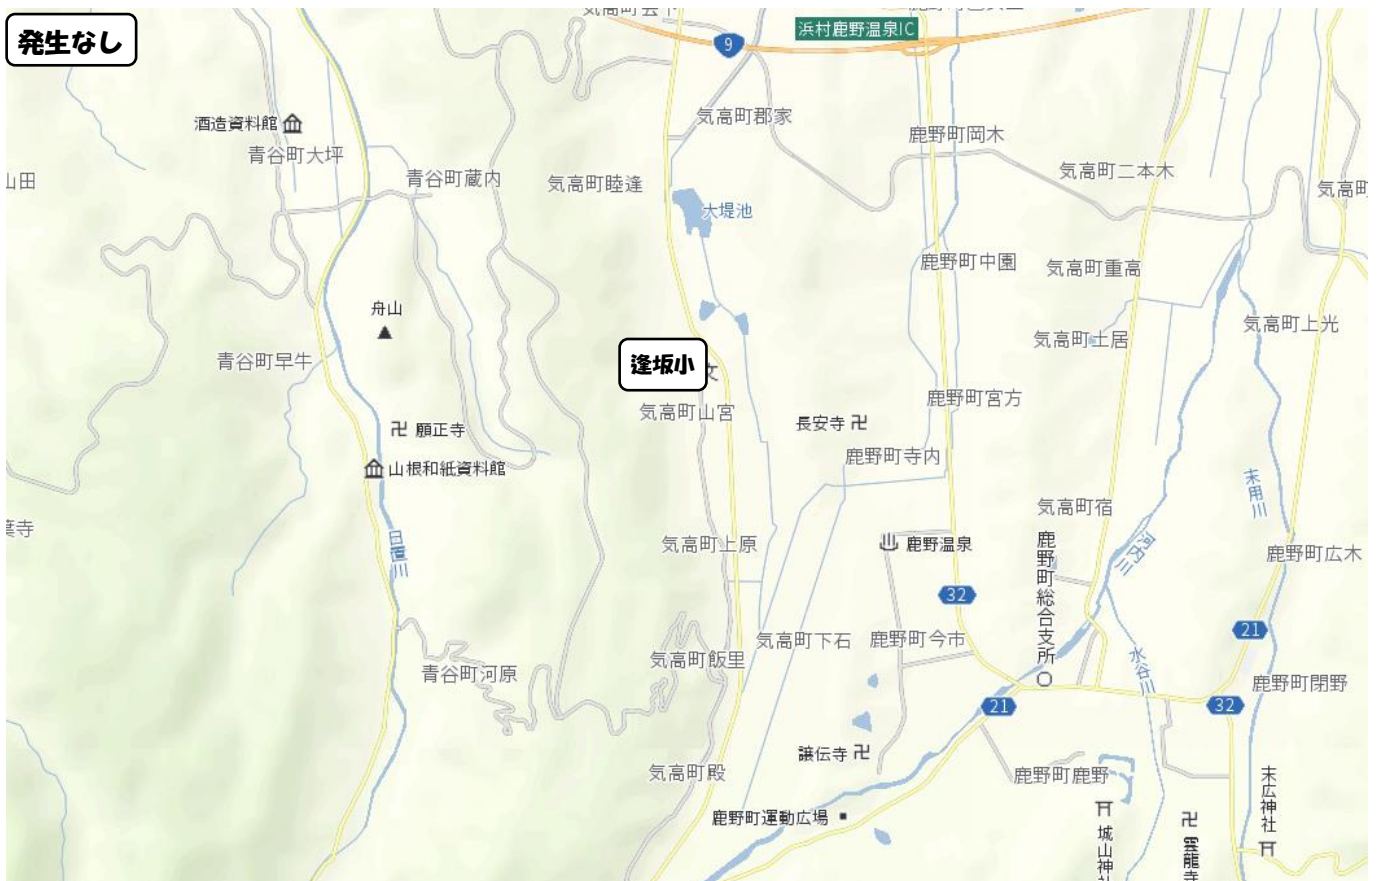 発生なし
浜村鹿野温泉IC
9
酒造資料館
気高町郡家
鹿野町岡木
青谷町大坪
気高町二本木
青谷町蔵内
気高町睦逢
山田
大堤池
鹿野町中園
気高町重高
舟山
気高町上光
気高町土居
青谷町早牛
逢坂小
文
鹿野町宮方
気高町山宮
長安寺
願正寺
鹿野町寺内
山根和紙資料館
末用川
気高町宿
気高町上原
鹿野温泉
鹿野町総合支所
河内川
日置川
鹿野町広木
32
21
気高町下石
鹿野町今市
気高町飯里
水谷川
青谷町河原
鹿野町閉野
21
32
譲伝寺
気高町殿
鹿野町鹿野
末広神社
鹿野町運動広場
城山神社
雲龍寺